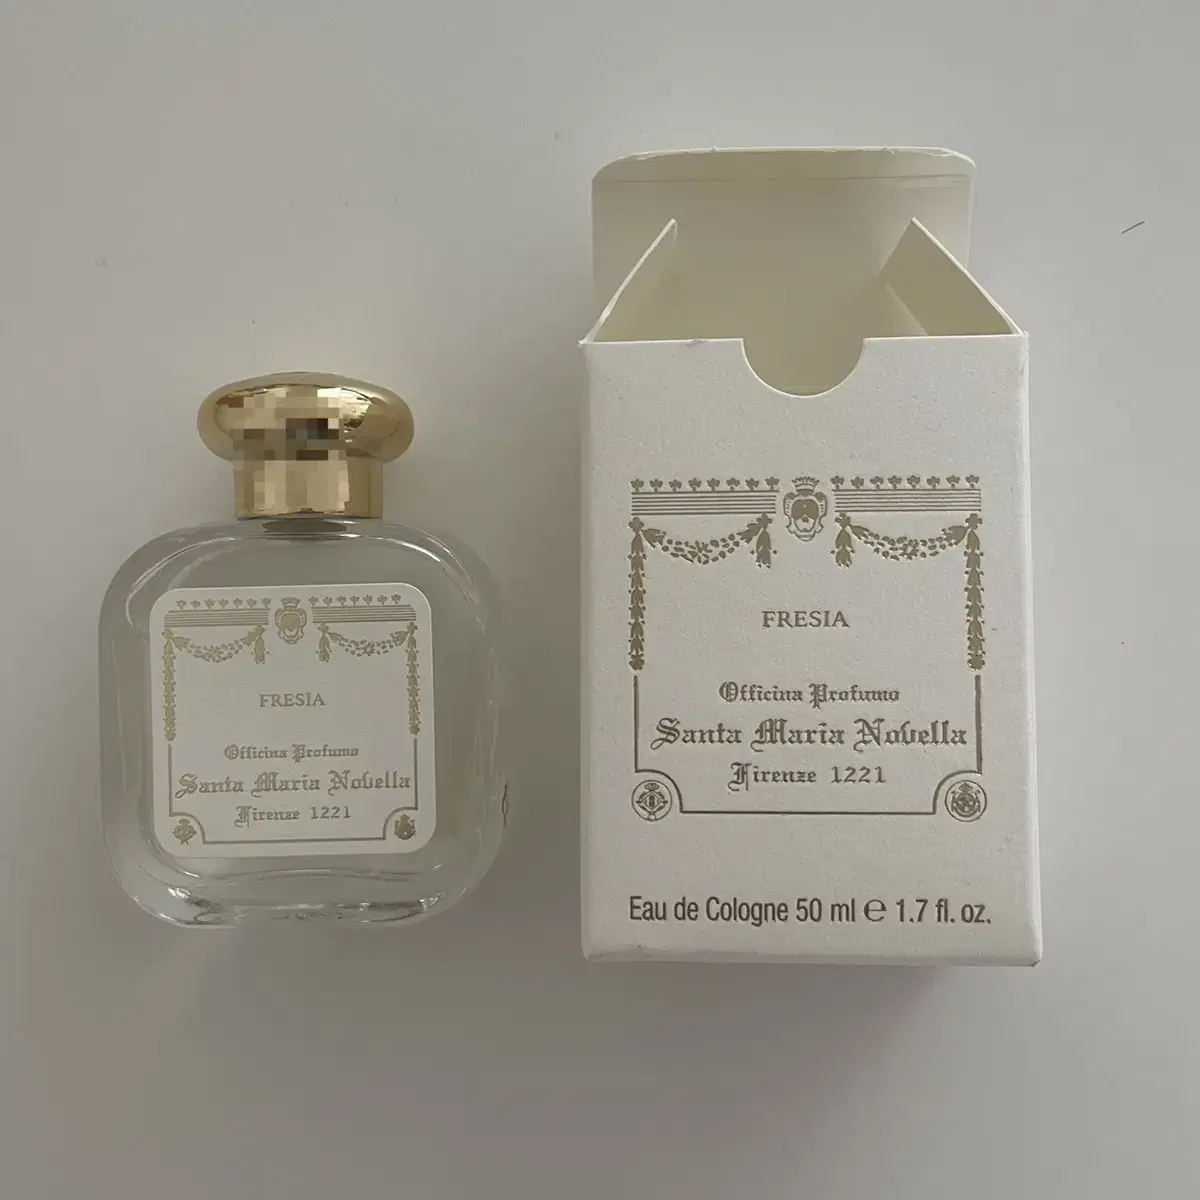 FRESIA
Officina Profumo
Santa Maria Novella
Firenze 1221
FRESIA
Officina Profumo
Santa Maria Novella
Firenze 1221
Eau de Cologne 50 ml ℮ 1.7 fl. oz.